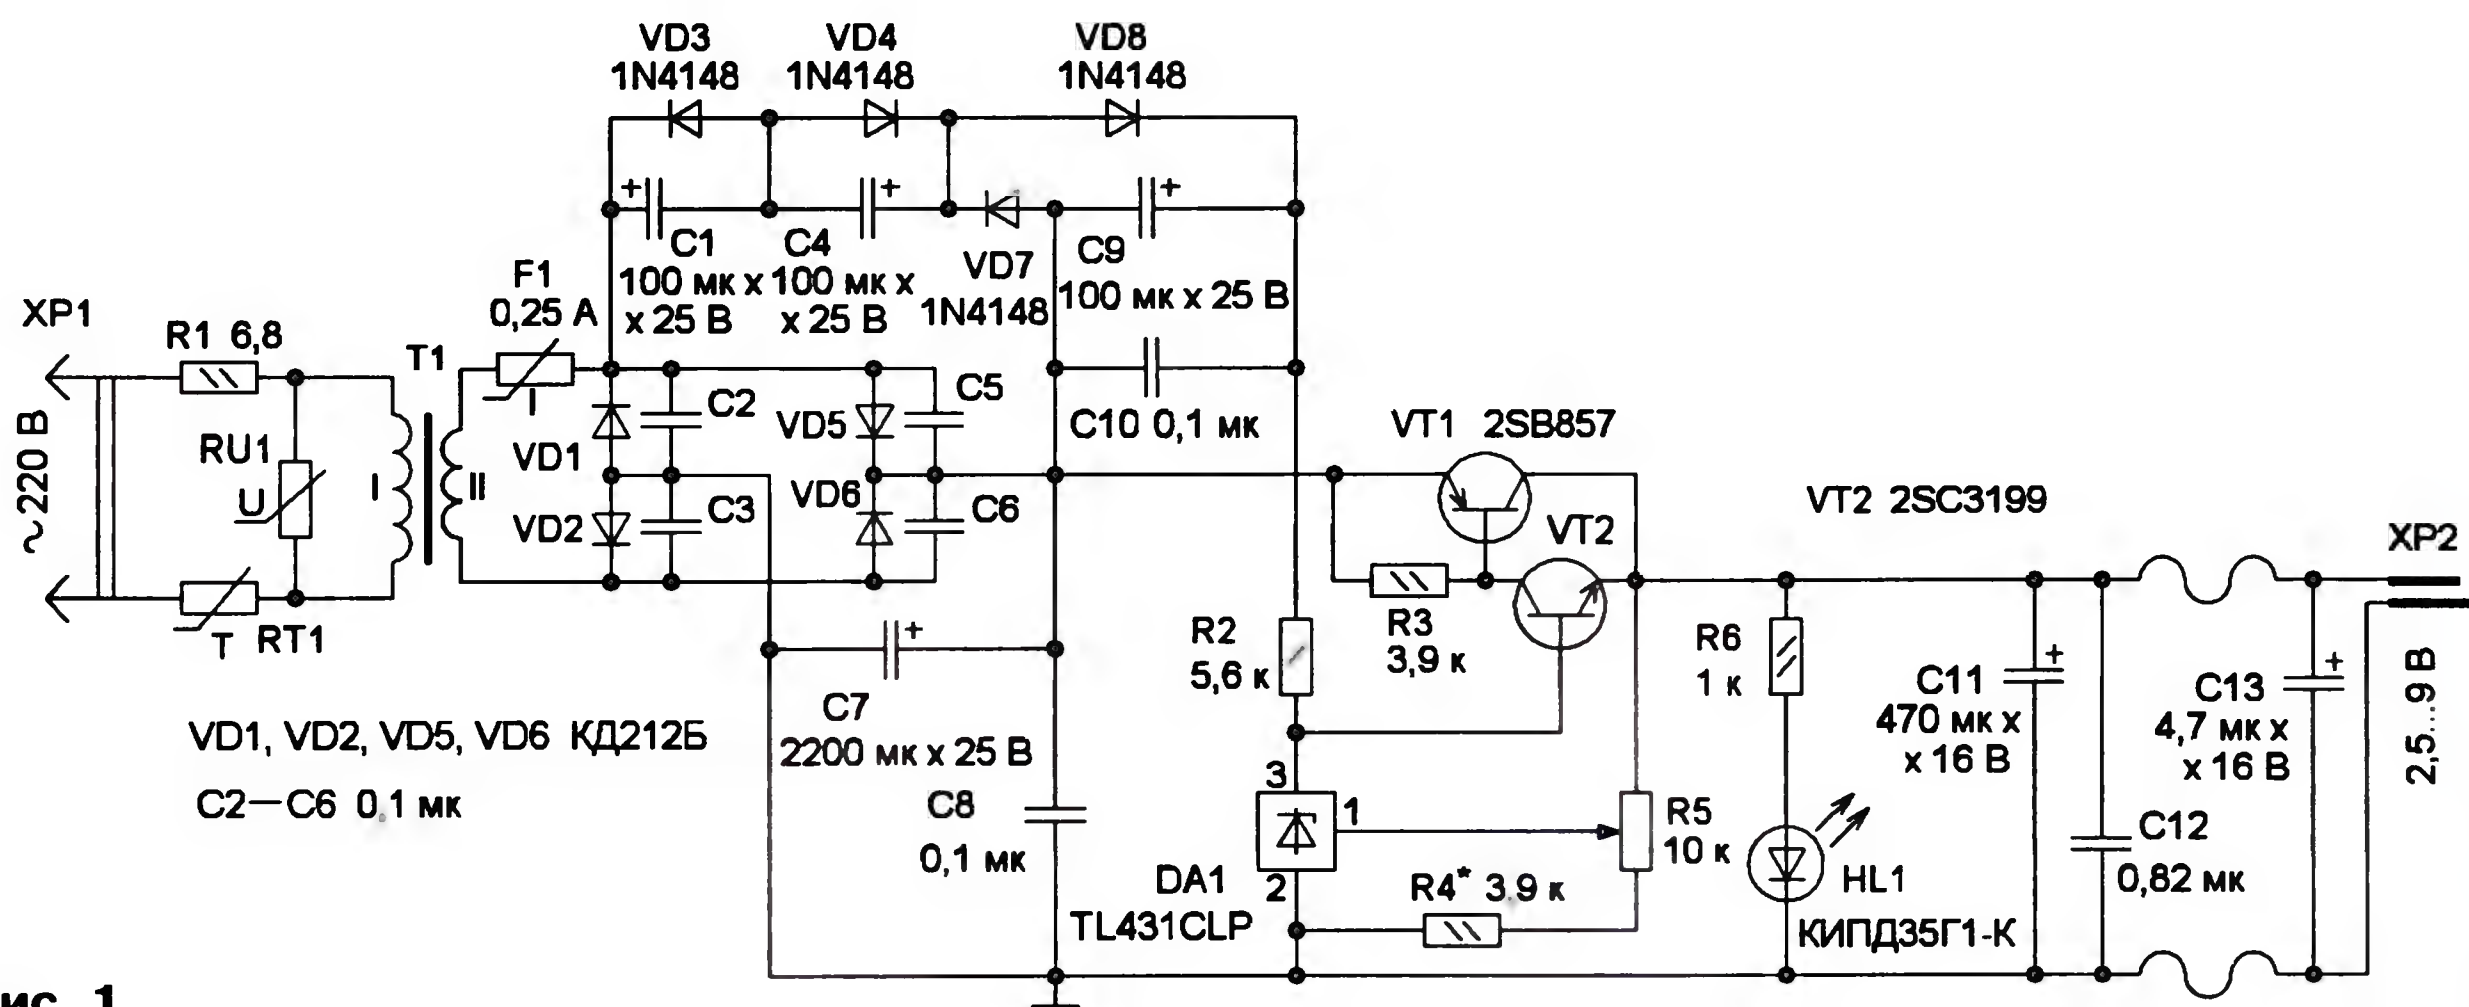 VD3
1N4148
VD4
1N4148
VD8
1N4148
+
+
+
C1
100 мк х
х 25 В
C4
100 мк х
х 25 В
VD7
1N4148
C9
100 мк х 25 В
F1
0,25 А
I
XP1
~220 В
R1 6,8
RU1
U
T
RT1
T1
I
II
VD1
VD2
C2
C3
VD5
VD6
C5
C6
C10 0,1 мк
VT1 2SB857
VT2
VT2 2SC3199
XP2
R2
5,6 к
R3
3,9 к
R6
1 к
+
C7
2200 мк х 25 В
C8
0,1 мк
VD1, VD2, VD5, VD6 КД212Б
C2—C6 0,1 мк
3
1
2
DA1
TL431CLP
R4* 3,9 к
R5
10 к
HL1
КИПД35Г1-К
+
C11
470 мк х
х 16 В
C12
0,82 мк
+
C13
4,7 мк х
х 16 В
2,5...9 В
ис. 1